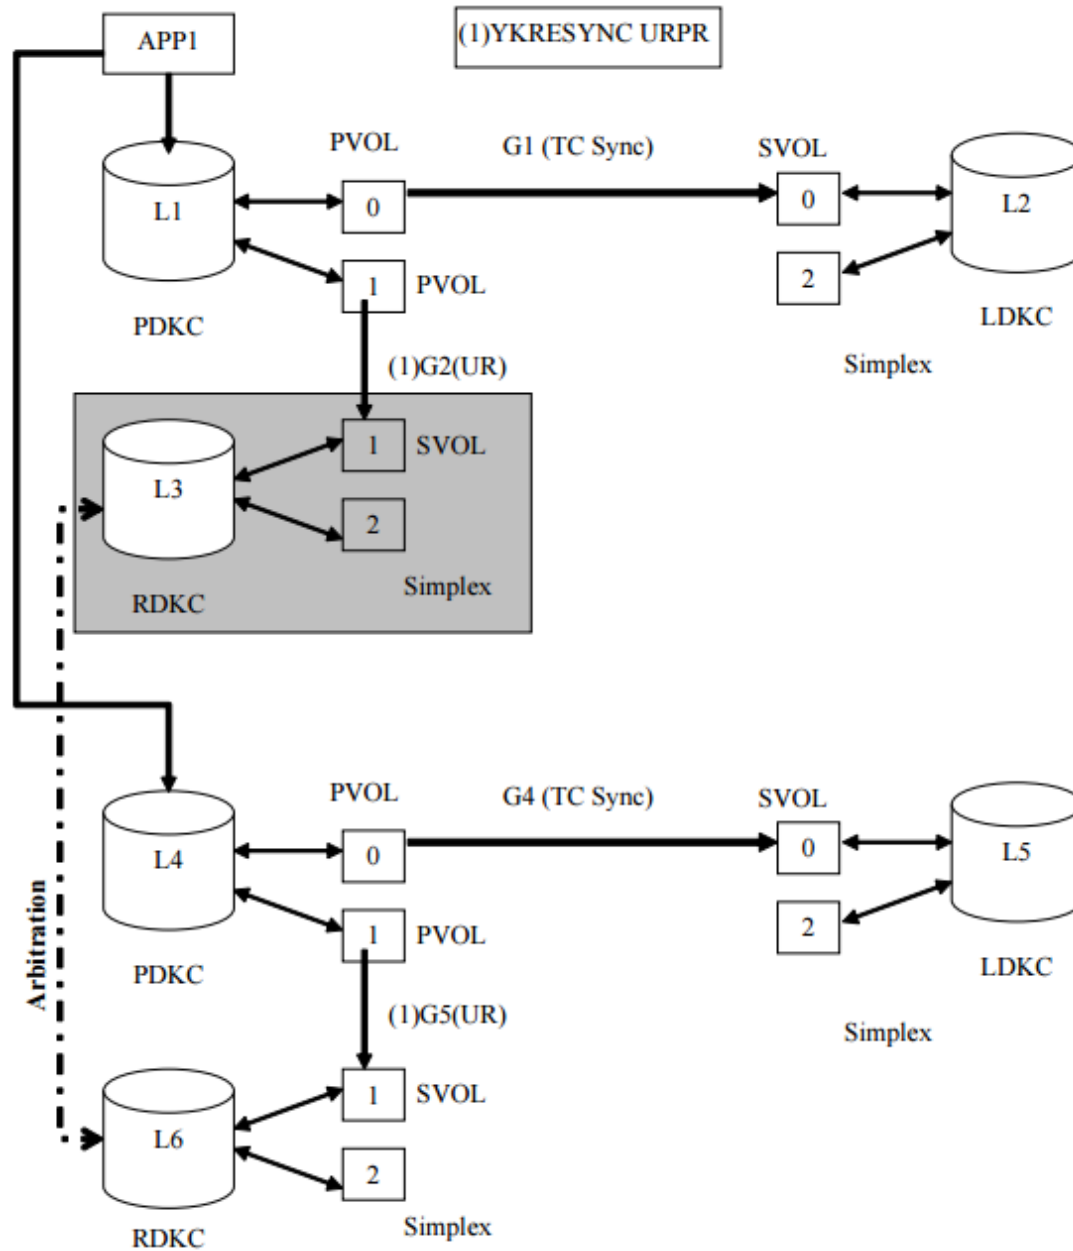 APP1
(1)YKRESYNC URPR
PVOL
G1 (TC Sync)
SVOL
L1
0
0
L2
1
PVOL
2
PDKC
LDKC
(1)G2(UR)
Simplex
L3
1
SVOL
2
RDKC
Simplex
PVOL
G4 (TC Sync)
SVOL
L4
0
0
L5
1
PVOL
2
Arbitration
PDKC
LDKC
(1)G5(UR)
Simplex
L6
1
SVOL
2
RDKC
Simplex